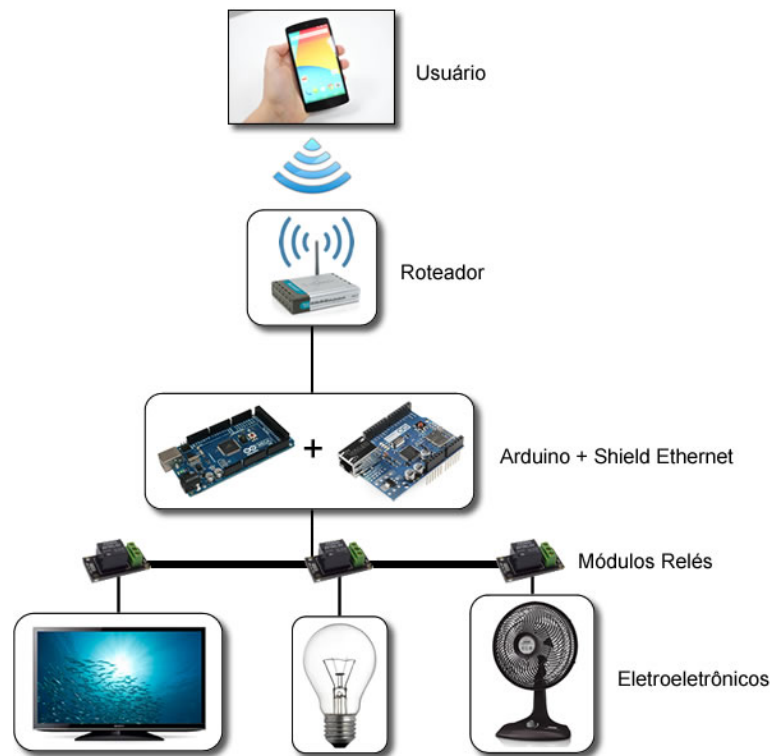 Usuário
Roteador
+
Arduino + Shield Ethernet
Módulos Relés
Eletroeletrônicos